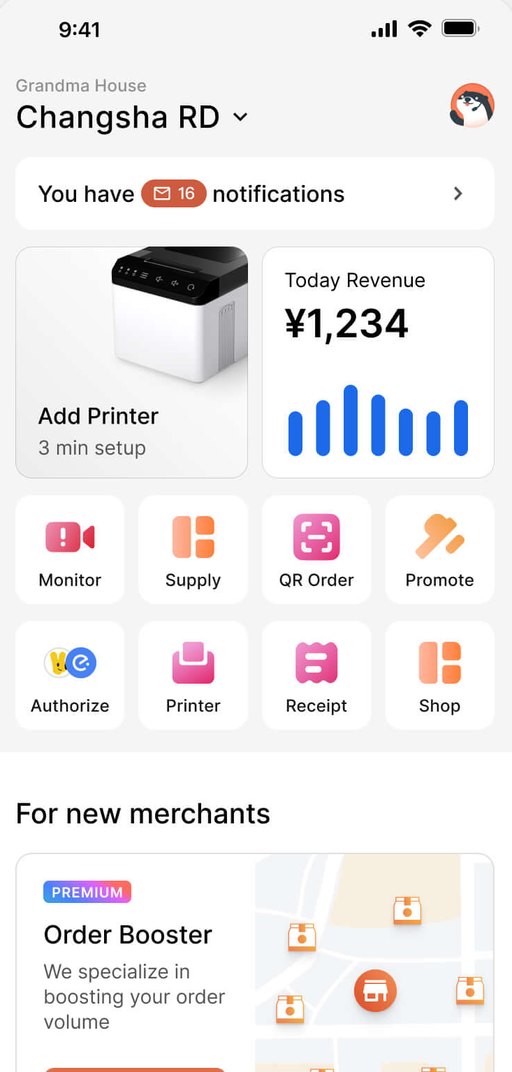 9:41
Grandma House
Changsha RD
You have 16 notifications
Add Printer
3 min setup
Today Revenue
¥1,234
Monitor
Supply
QR Order
Promote
Authorize
Printer
Receipt
Shop
For new merchants
PREMIUM
Order Booster
We specialize in
boosting your order
volume